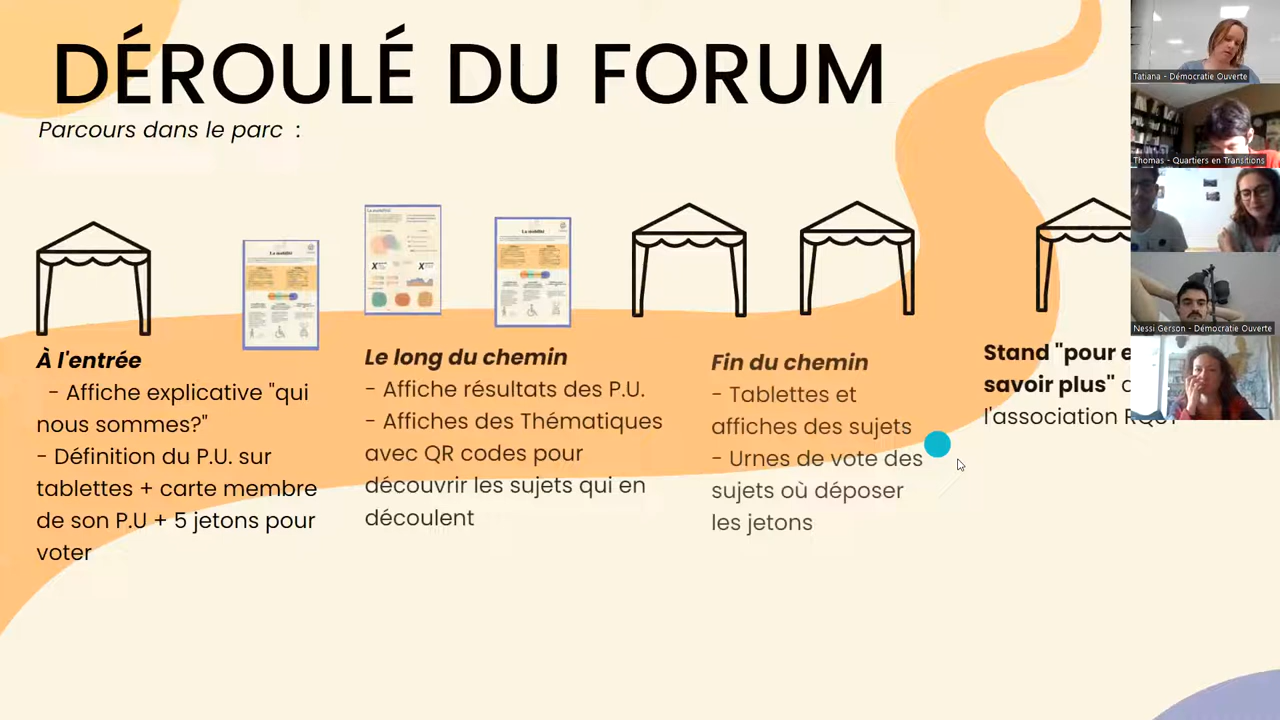 DÉROULÉ DU FORUM
Parcours dans le parc :
La mobilité
La mobilité
La mobilité
À l'entrée
- Affiche explicative "qui
nous sommes?"
- Définition du P.U. sur
tablettes + carte membre
de son P.U + 5 jetons pour
voter
Le long du chemin
- Affiche résultats des P.U.
- Affiches des Thématiques
avec QR codes pour
découvrir les sujets qui en
découlent
Fin du chemin
- Tablettes et
affiches des sujets
- Urnes de vote des
sujets où déposer
les jetons
Stand "pour e
savoir plus"
l'association
Tatiana - Démocratie Ouverte
Thomas - Quartiers en Transitions
Nessi Gerson - Démocratie Ouverte